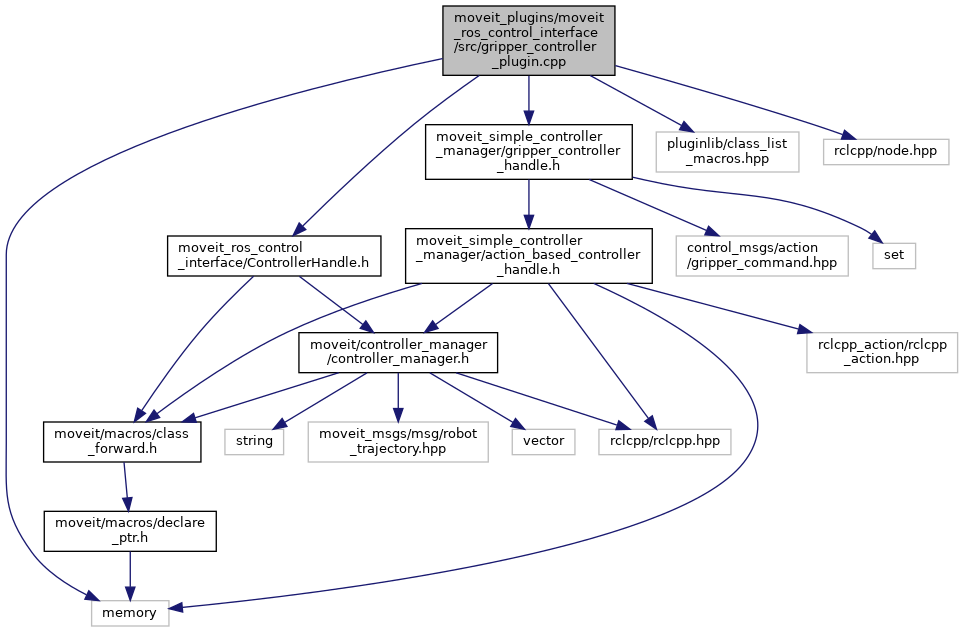 moveit_plugins/moveit
_ros_control_interface
/src/gripper_controller
_plugin.cpp
moveit_simple_controller
_manager/gripper_controller
_handle.h
pluginlib/class_list
_macros.hpp
rclcpp/node.hpp
moveit_ros_control
_interface/ControllerHandle.h
moveit_simple_controller
_manager/action_based_controller
_handle.h
control_msgs/action
/gripper_command.hpp
set
moveit/controller_manager
/controller_manager.h
rclcpp_action/rclcpp
_action.hpp
moveit/macros/class
_forward.h
string
moveit_msgs/msg/robot
_trajectory.hpp
vector
rclcpp/rclcpp.hpp
moveit/macros/declare
_ptr.h
memory